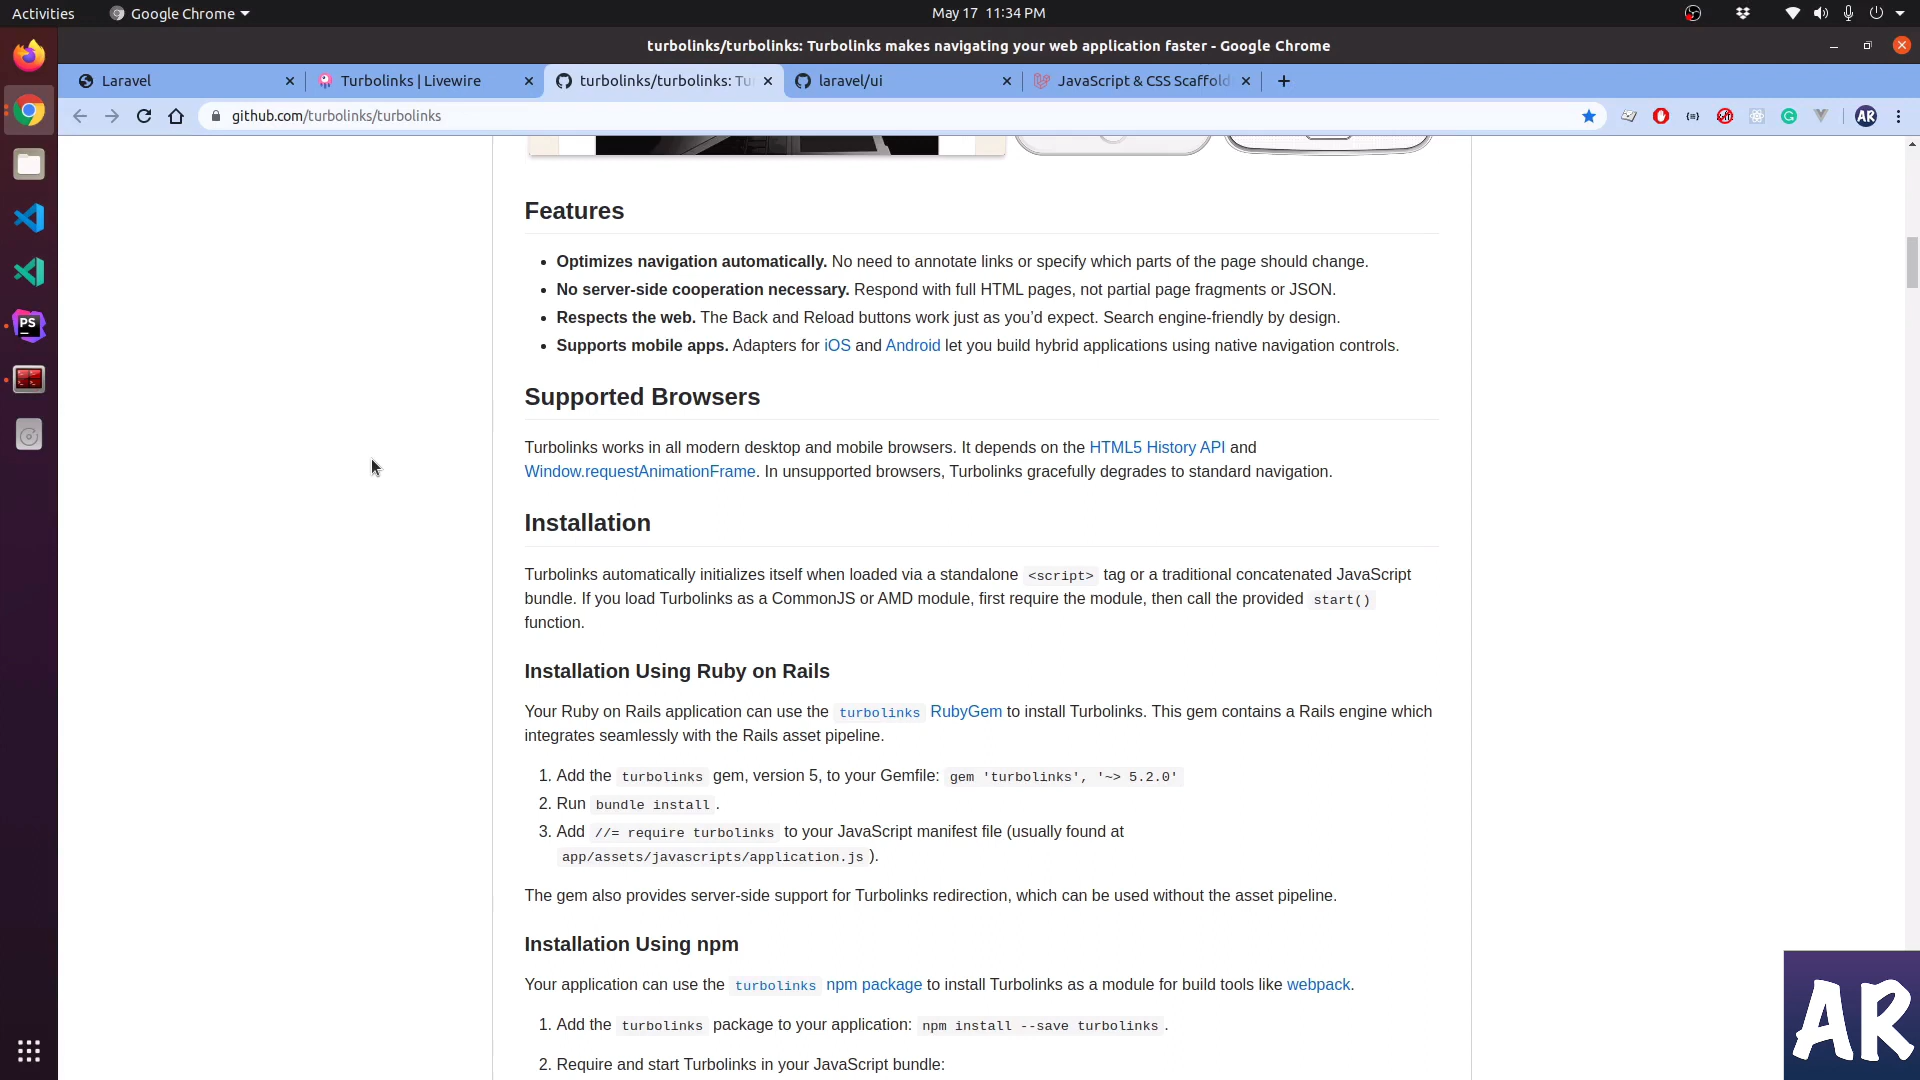 Activities
Google Chrome
May 17 11:34 PM
turbolinks/turbolinks: Turbolinks makes navigating your web application faster - Google Chrome
Laravel
Turbolinks | Livewire
turbolinks/turbolinks: Tu
laravel/ui
JavaScript & CSS Scaffold
github.com/turbolinks/turbolinks
AR
Features
Optimizes navigation automatically. No need to annotate links or specify which parts of the page should change.
No server-side cooperation necessary. Respond with full HTML pages, not partial page fragments or JSON.
Respects the web. The Back and Reload buttons work just as you’d expect. Search engine-friendly by design.
Supports mobile apps. Adapters for iOS and Android let you build hybrid applications using native navigation controls.
Supported Browsers
Turbolinks works in all modern desktop and mobile browsers. It depends on the HTML5 History API and
Window.requestAnimationFrame. In unsupported browsers, Turbolinks gracefully degrades to standard navigation.
Installation
Turbolinks automatically initializes itself when loaded via a standalone <script> tag or a traditional concatenated JavaScript
bundle. If you load Turbolinks as a CommonJS or AMD module, first require the module, then call the provided start()
function.
Installation Using Ruby on Rails
Your Ruby on Rails application can use the turbolinks RubyGem to install Turbolinks. This gem contains a Rails engine which
integrates seamlessly with the Rails asset pipeline.
1. Add the turbolinks gem, version 5, to your Gemfile: gem 'turbolinks', '~> 5.2.0'
2. Run bundle install.
3. Add //= require turbolinks to your JavaScript manifest file (usually found at
app/assets/javascripts/application.js).
The gem also provides server-side support for Turbolinks redirection, which can be used without the asset pipeline.
Installation Using npm
Your application can use the turbolinks npm package to install Turbolinks as a module for build tools like webpack.
1. Add the turbolinks package to your application: npm install --save turbolinks.
2. Require and start Turbolinks in your JavaScript bundle:
PS
AR